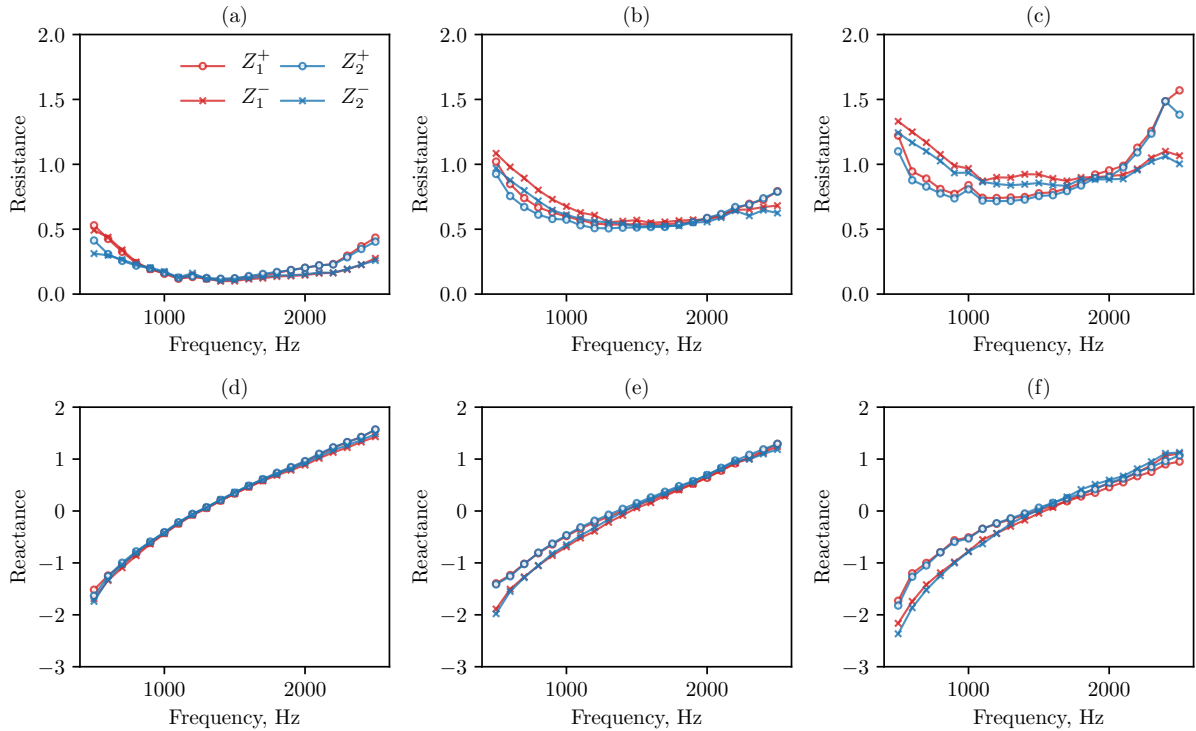 (a)
(b)
(c)
Resistance
2.0
1.5
1.0
0.5
0.0
Z₁⁺
Z₂⁺
Z₁⁻
Z₂⁻
1000
2000
Frequency, Hz
Resistance
2.0
1.5
1.0
0.5
0.0
1000
2000
Frequency, Hz
Resistance
2.0
1.5
1.0
0.5
0.0
1000
2000
Frequency, Hz
(d)
(e)
(f)
Reactance
2
1
0
−1
−2
−3
1000
2000
Frequency, Hz
Reactance
2
1
0
−1
−2
−3
1000
2000
Frequency, Hz
Reactance
2
1
0
−1
−2
−3
1000
2000
Frequency, Hz